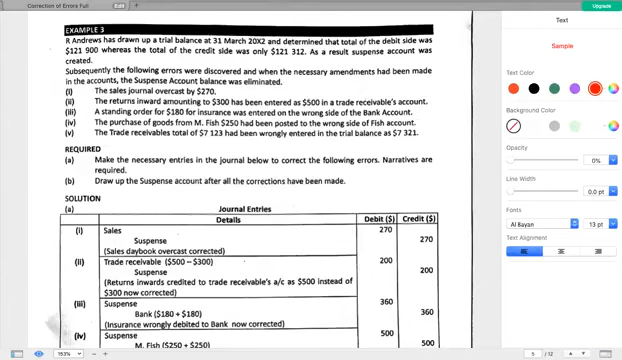 Correction of Errors Full
Edit
Upgrade
EXAMPLE 3
R Andrews has drawn up a trial balance at 31 March 20X2 and determined that total of the debit side was
$121 900 whereas the total of the credit side was only $121 312. As a result suspense account was
created.
Subsequently the following errors were discovered and when the necessary amendments had been made
in the accounts, the Suspense Account balance was eliminated.
(i) The sales journal overcast by $270.
(ii) The returns inward amounting to $300 has been entered as $500 in a trade receivable's account.
(iii) A standing order for $180 for insurance was entered on the wrong side of the Bank Account.
(iv) The purchase of goods from M. Fish $250 had been posted to the wrong side of Fish account.
(v) The Trade receivables total of $7 123 had been wrongly entered in the trial balance as $7 321.
REQUIRED
(a) Make the necessary entries in the journal below to correct the following errors. Narratives are
required.
(b) Draw up the Suspense account after all the corrections have been made.
SOLUTION
(a) Journal Entries
Details Debit ($) Credit ($)
(i) Sales 270
Suspense 270
(Sales daybook overcast corrected)
(ii) Trade receivable ($500 – $300) 200
Suspense 200
(Returns inwards credited to trade receivable's a/c as $500 instead of
$300 now corrected)
(iii) Suspense 360
Bank ($180 + $180) 360
(Insurance wrongly debited to Bank now corrected)
(iv) Suspense 500
M. Fish ($250 + $250) 500
Text
Sample
Text Color
Background Color
Opacity
0%
Line Width
0.0 pt
Fonts
Al Bayan
13 pt
Text Alignment
153%
5 / 12